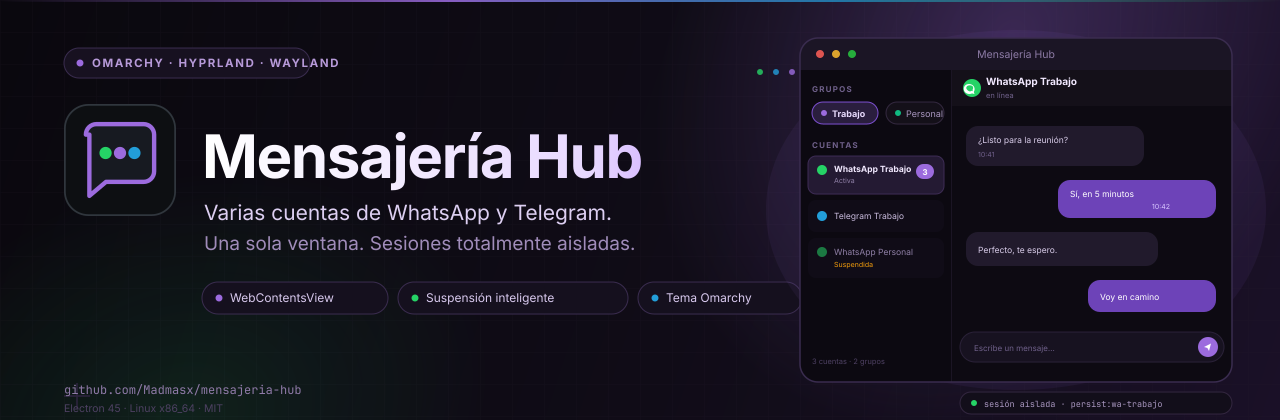 OMARCHY · HYPRLAND · WAYLAND
Mensajería Hub
Varias cuentas de WhatsApp y Telegram.
Una sola ventana. Sesiones totalmente aisladas.
WebContentsView
Suspensión inteligente
Tema Omarchy
github.com/Madmasx/mensajeria-hub
Electron 45 · Linux x86_64 · MIT
Mensajería Hub
GRUPOS
Trabajo
Personal
CUENTAS
WhatsApp Trabajo
Activa
3
Telegram Trabajo
WhatsApp Personal
Suspendida
3 cuentas · 2 grupos
WhatsApp Trabajo
en línea
¿Listo para la reunión?
10:41
Sí, en 5 minutos
10:42
Perfecto, te espero.
Voy en camino
Escribe un mensaje...
sesión aislada · persist:wa-trabajo